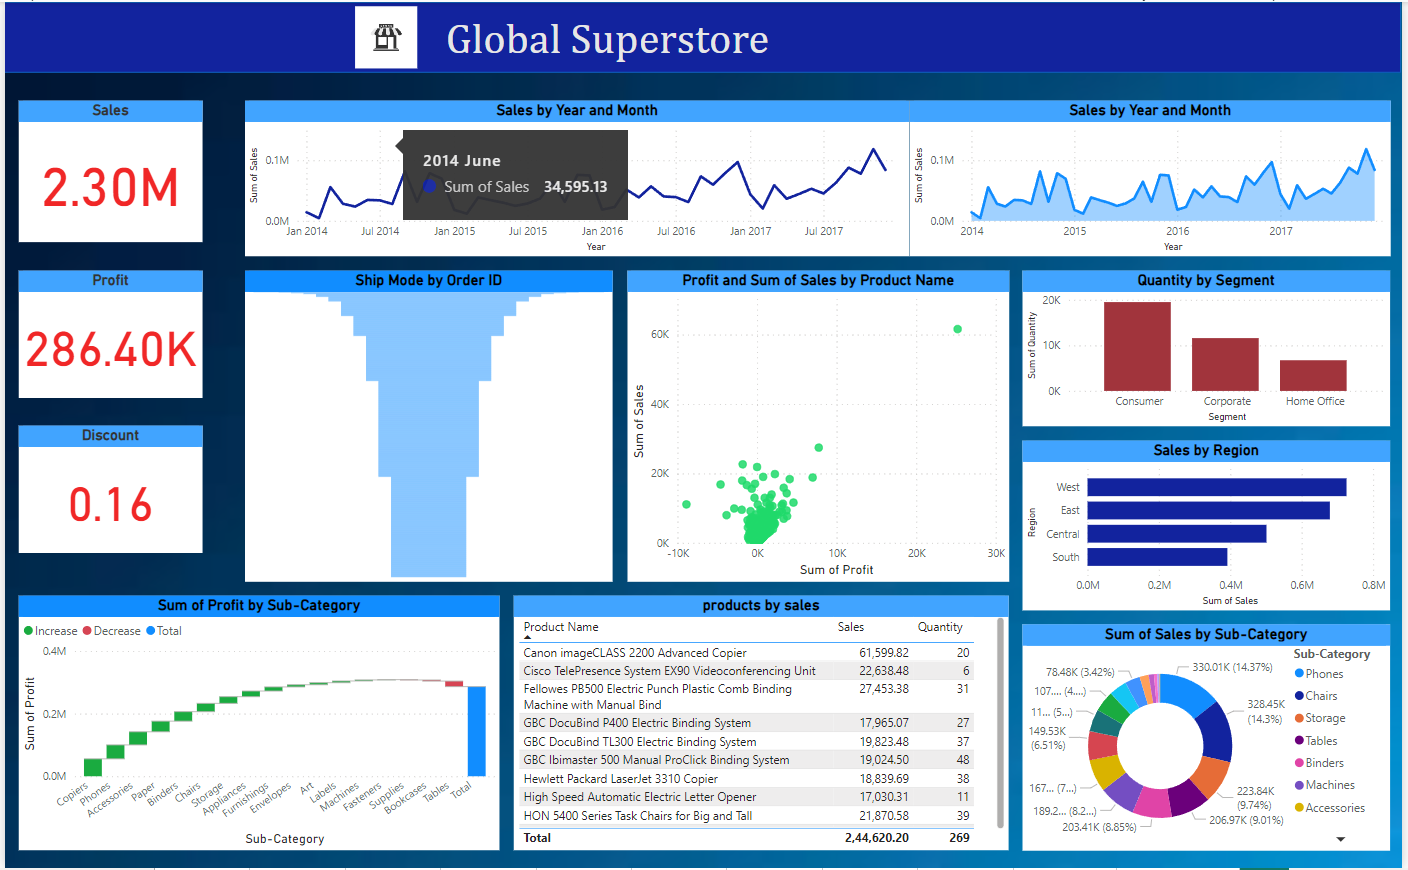 Global Superstore
Sales
2.30M
Profit
286.40K
Discount
0.16
Sales by Year and Month
Sum of Sales
0.1M
0.0M
2014 June
Sum of Sales 34,595.13
Jan 2014 Jul 2014 Jan 2015 Jul 2015 Jan 2016 Jul 2016 Jan 2017 Jul 2017
Year
Sales by Year and Month
Sum of Sales
0.1M
0.0M
2014 2015 2016 2017
Year
Ship Mode by Order ID
Profit and Sum of Sales by Product Name
Sum of Sales
60K
40K
20K
0K
-10K 0K 10K 20K 30K
Sum of Profit
Quantity by Segment
Sum of Quantity
20K
10K
0K
Consumer Corporate Home Office
Segment
Sales by Region
Region
West
East
Central
South
0.0M 0.2M 0.4M 0.6M 0.8M
Sum of Sales
Sum of Profit by Sub-Category
Increase Decrease Total
Sum of Profit
0.4M
0.2M
0.0M
Copiers Phones Accessories Paper Binders Chairs Storage Appliances Furnishings Envelopes Art Labels Machines Fasteners Supplies Bookcases Tables Total
Sub-Category
products by sales
Product Name Sales Quantity
Canon imageCLASS 2200 Advanced Copier 61,599.82 20
Cisco TelePresence System EX90 Videoconferencing Unit 22,638.48 6
Fellowes PB500 Electric Punch Plastic Comb Binding 27,453.38 31
Machine with Manual Bind
GBC DocuBind P400 Electric Binding System 17,965.07 27
GBC DocuBind TL300 Electric Binding System 19,823.48 37
GBC Ibimaster 500 Manual ProClick Binding System 19,024.50 48
Hewlett Packard LaserJet 3310 Copier 18,839.69 38
High Speed Automatic Electric Letter Opener 17,030.31 11
HON 5400 Series Task Chairs for Big and Tall 21,870.58 39
Total 2,44,620.20 269
Sum of Sales by Sub-Category
330.01K (14.37%)
328.45K
(14.3%)
223.84K
(9.74%)
206.97K (9.01%)
203.41K (8.85%)
189.2... (8.2...)
167... (7...)
149.53K
(6.51%)
11... (5...)
107.... (4....)
78.48K (3.42%)
Sub-Category
Phones
Chairs
Storage
Tables
Binders
Machines
Accessories